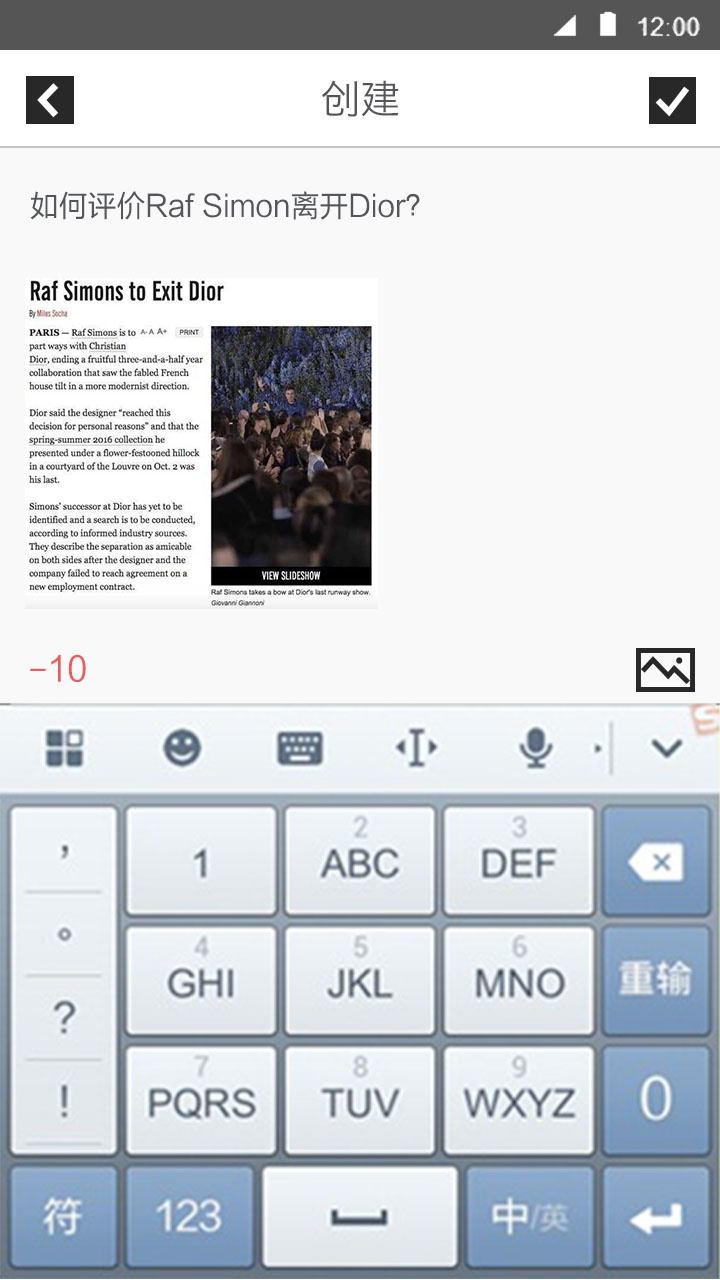 12:00
创建
如何评价Raf Simon离开Dior?
Raf Simons to Exit Dior
By Miles Socha
PARIS — Raf Simons is to
A- A A+ PRINT
part ways with Christian
Dior, ending a fruitful three-and-a-half year
collaboration that saw the fabled French
house tilt in a more modernist direction.
Dior said the designer “reached this
decision for personal reasons” and that the
spring-summer 2016 collection he
presented under a flower-festooned hillock
in a courtyard of the Louvre on Oct. 2 was
his last.
Simons’ successor at Dior has yet to be
identified and a search is to be conducted,
according to informed industry sources.
They describe the separation as amicable
on both sides after the designer and the
company failed to reach agreement on a
new employment contract.
VIEW SLIDESHOW
Raf Simons takes a bow at Dior's last runway show.
Giovanni Giannoni
-10
S
,
1
2
ABC
3
DEF
。
4
GHI
5
JKL
6
MNO
重输
?
7
PQRS
8
TUV
9
WXYZ
0
!
符
123
中/英